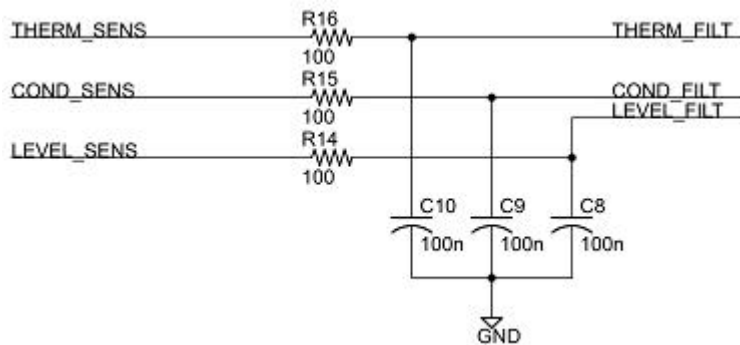 R16
THERM_SENS
THERM_FILT
100
R15
COND_SENS
COND_FILT
100
LEVEL_FILT
R14
LEVEL_SENS
100
C10
C9
C8
100n
100n
100n
GND